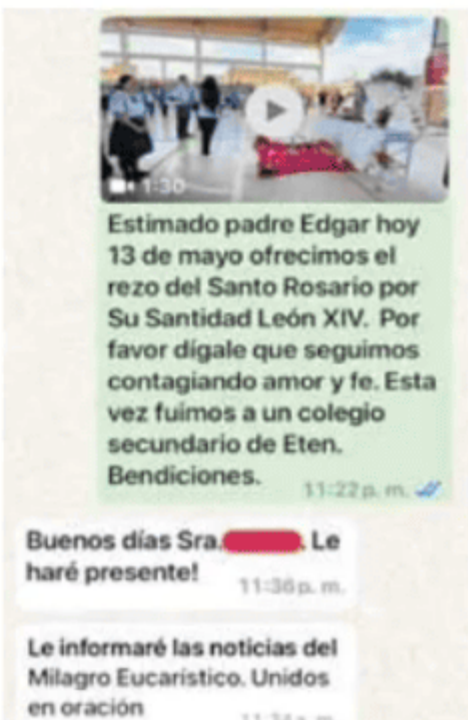 1:30
Estimado padre Edgar hoy
13 de mayo ofrecimos el
rezo del Santo Rosario por
Su Santidad León XIV. Por
favor dígale que seguimos
contagiando amor y fe. Esta
vez fuimos a un colegio
secundario de Eten.
Bendiciones.
11:22 p. m.
Buenos días Sra. . Le
haré presente!
11:36 p. m.
Le informaré las noticias del
Milagro Eucarístico. Unidos
en oración